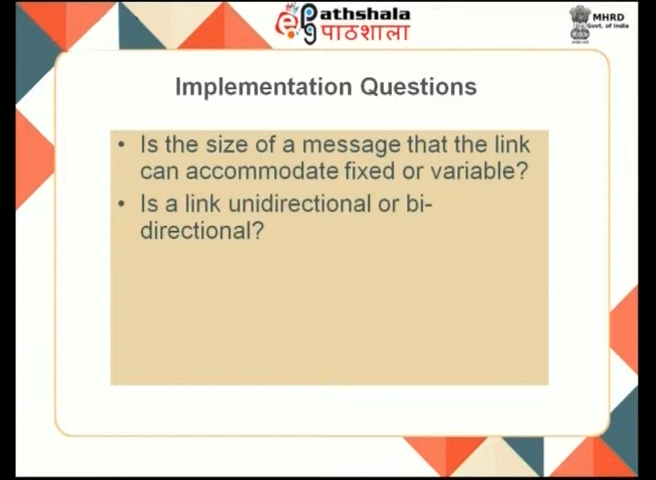 ePathshala
पाठशाला
MHRD
Govt. of India
Implementation Questions
• Is the size of a message that the link
can accommodate fixed or variable?
• Is a link unidirectional or bi-
directional?